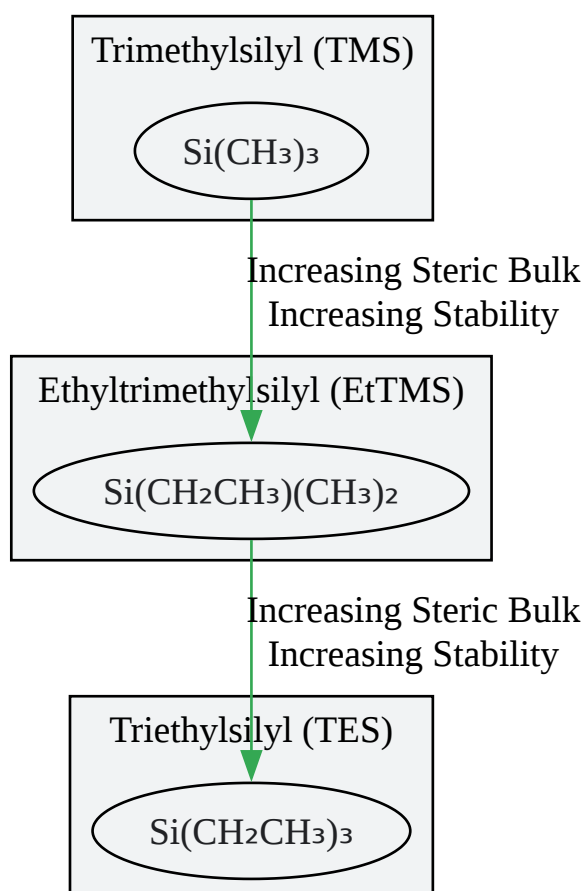 Trimethylsilyl (TMS)
Si(CH₃)₃
Increasing Steric Bulk
Increasing Stability
Ethyltrimethylsilyl (EtTMS)
Si(CH₂CH₃)(CH₃)₂
Increasing Steric Bulk
Increasing Stability
Triethylsilyl (TES)
Si(CH₂CH₃)₃